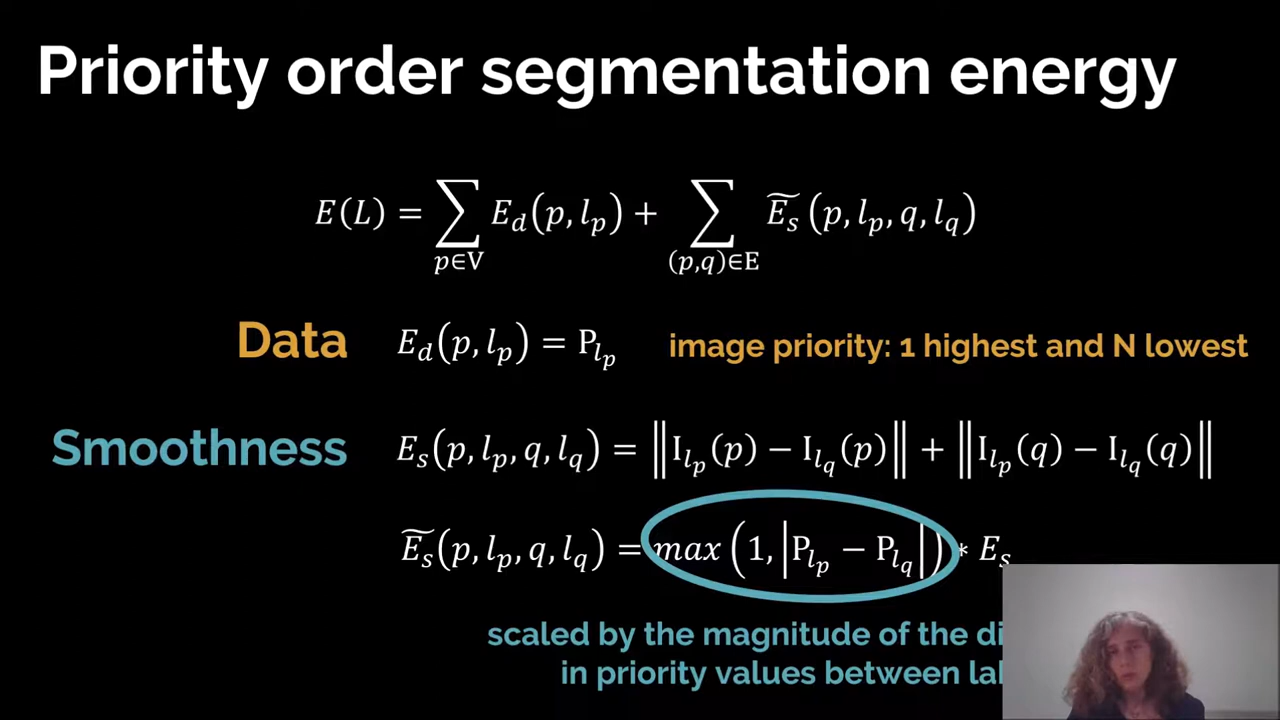 Priority order segmentation energy
E(L) = ∑_{p∈V} E_d(p, l_p) + ∑_{(p,q)∈E} Ẽ_s (p, l_p, q, l_q)
Data E_d(p, l_p) = P_{l_p} image priority: 1 highest and N lowest
Smoothness E_s(p, l_p, q, l_q) = ‖I_{l_p}(p) − I_{l_q}(p)‖ + ‖I_{l_p}(q) − I_{l_q}(q)‖
Ẽ_s(p, l_p, q, l_q) = max(1, |P_{l_p} − P_{l_q}|) * E_s
scaled by the magnitude of the
in priority values between